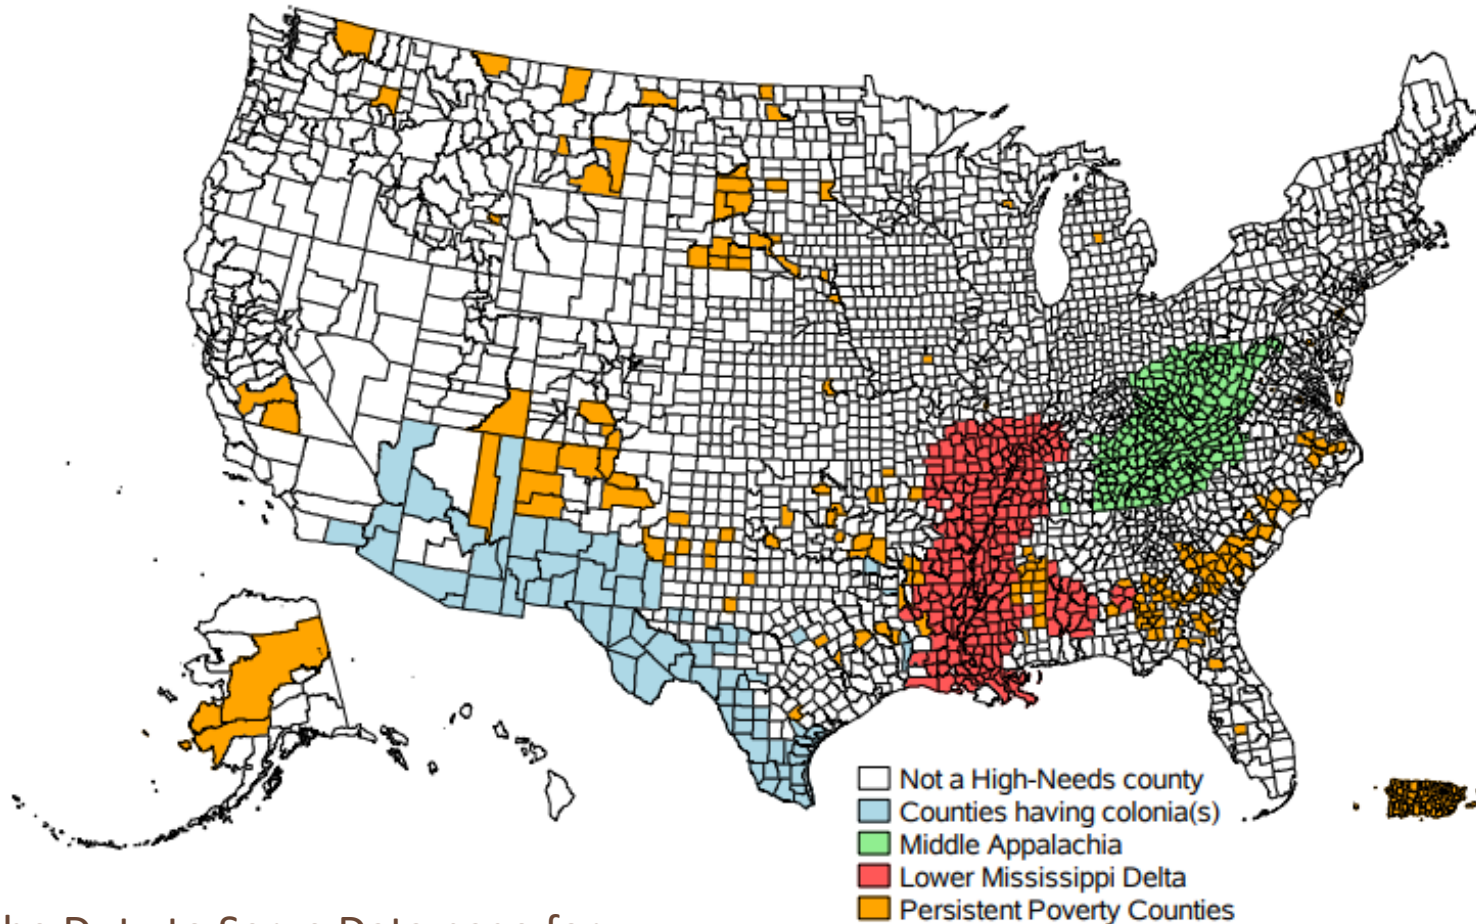 Not a High-Needs county
Counties having colonia(s)
Middle Appalachia
Lower Mississippi Delta
Persistent Poverty Counties